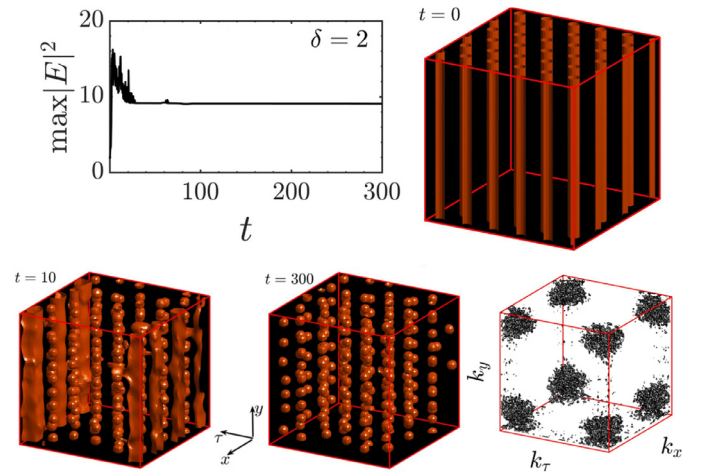 20
10
0
max|E|²
δ = 2
100
200
300
t
t = 0
t = 10
t = 300
y
τ
x
k_y
k_τ
k_x